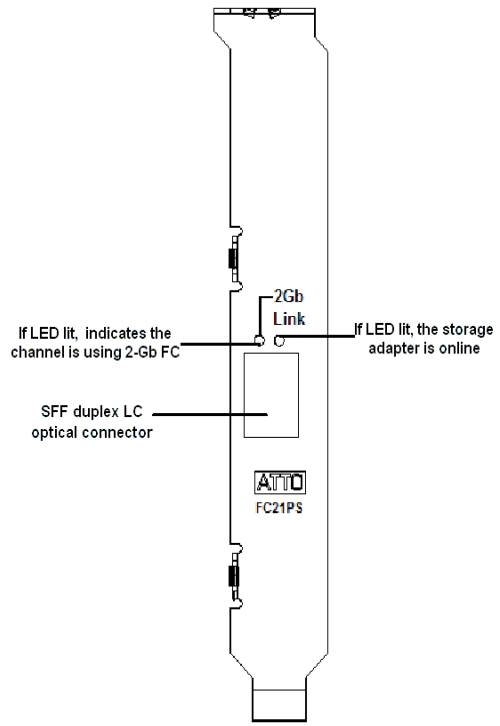 2Gb
Link
If LED lit, indicates the
channel is using 2-Gb FC
If LED lit, the storage
adapter is online
SFF duplex LC
optical connector
ATTO
FC21PS